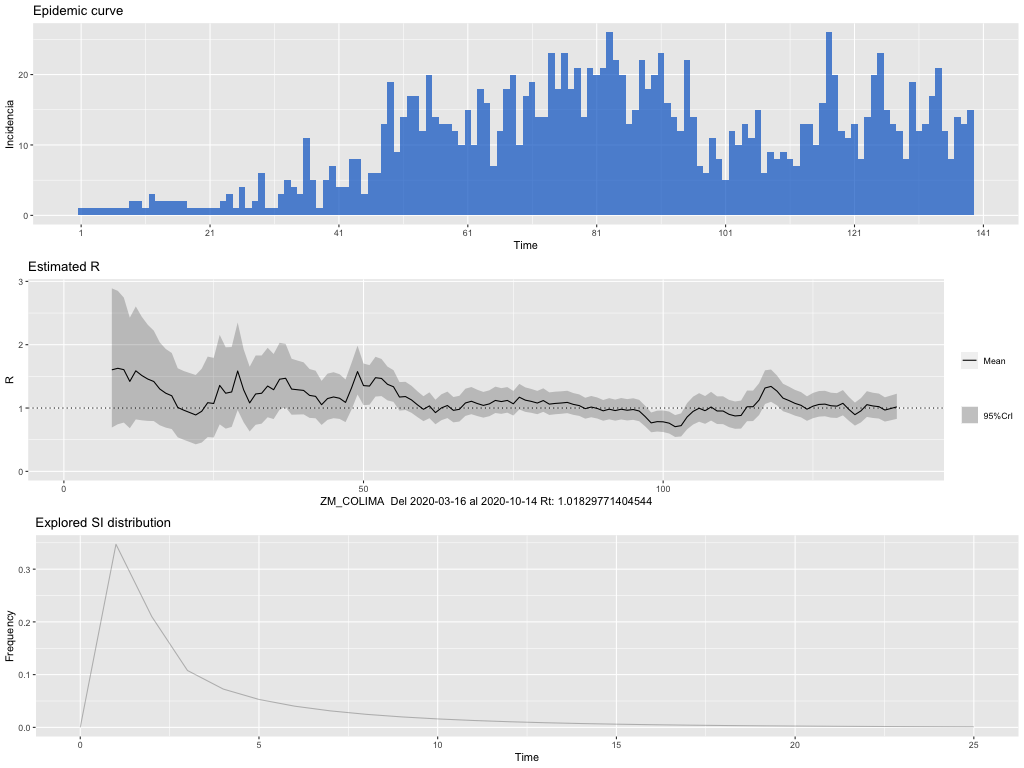 Epidemic curve
Incidencia
20
10
0
1 21 41 61 81 101 121 141
Time
Estimated R
R
3
2
1
0
0 50 100
Mean
95%CrI
ZM_COLIMA Del 2020-03-16 al 2020-10-14 Rt: 1.01829771404544
Explored SI distribution
Frequency
0.3
0.2
0.1
0.0
0 5 10 15 20 25
Time